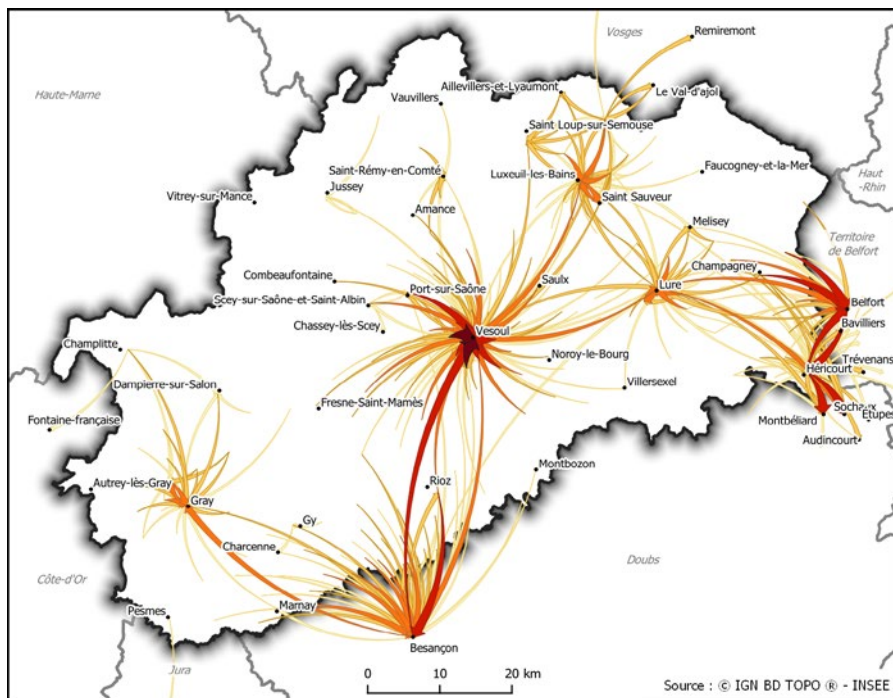 Vosges
Remiremont
Haute-Marne
Aillevillers-et-Lyaumont
Le Val-d'ajol
Vauvillers
Saint Loup-sur-Semouse
Saint-Rémy-en-Comté
Jussey
Luxeuil-les-Bains
Faucogney-et-la-Mer
Haut
-Rhin
Vitrey-sur-Mance
Saint Sauveur
Amance
Melisey
Territoire
de Belfort
Combeaufontaine
Port-sur-Saône
Saulx
Lure
Champagney
Scey-sur-Saône-et-Saint-Albin
Belfort
Chassey-lès-Scey
Vesoul
Bavilliers
Champlitte
Noroy-le-Bourg
Trévenans
Héricourt
Dampierre-sur-Salon
Villersexel
Fresne-Saint-Mamès
Fontaine-française
Sochaux
Etupes
Montbéliard
Audincourt
Montbozon
Autrey-lès-Gray
Rioz
Gray
Gy
Charcenne
Doubs
Côte-d'Or
Marnay
Pesmes
Besançon
Jura
0 10 20 km
Source : © IGN BD TOPO ® - INSEE